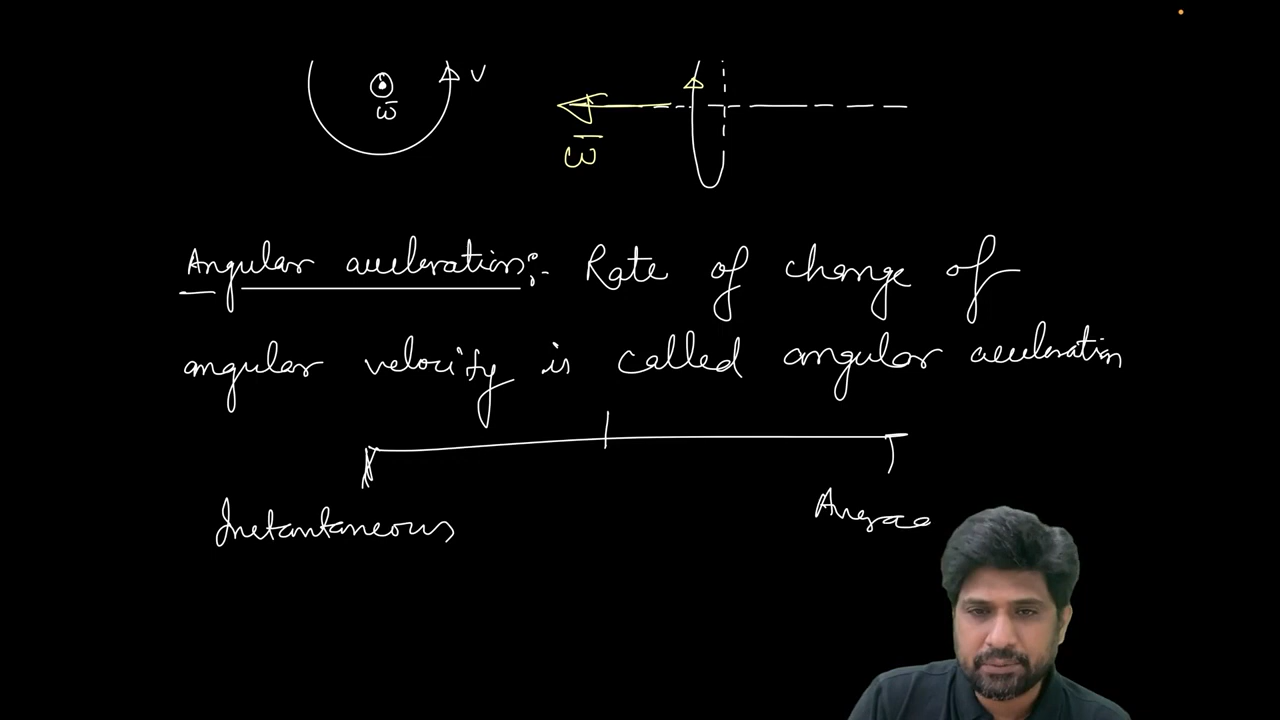 v
ω̄
ω̄
Angular acceleration:- Rate of change of
angular velocity is called angular acceleration
Instantaneous
Average